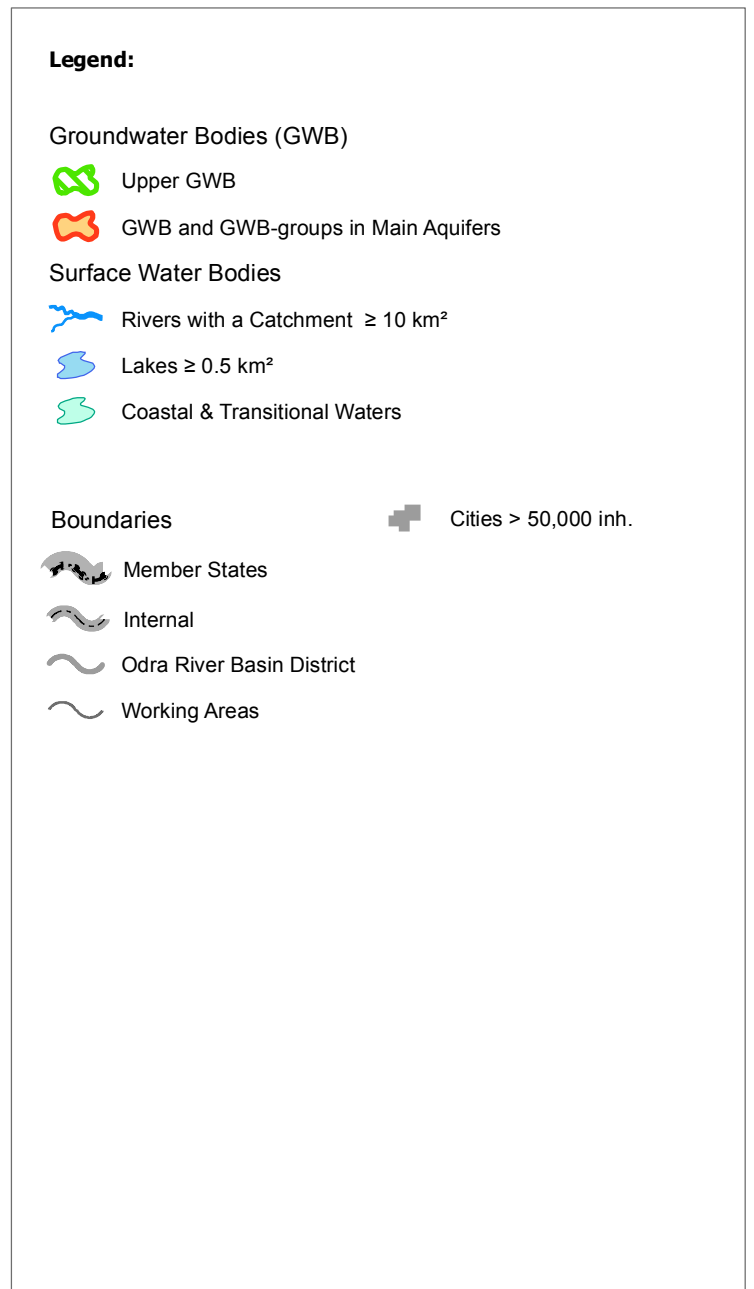 Legend:
Groundwater Bodies (GWB)
Upper GWB
GWB and GWB-groups in Main Aquifers
Surface Water Bodies
Rivers with a Catchment ≥ 10 km²
Lakes ≥ 0.5 km²
Coastal & Transitional Waters
Boundaries
Cities > 50,000 inh.
Member States
Internal
Odra River Basin District
Working Areas